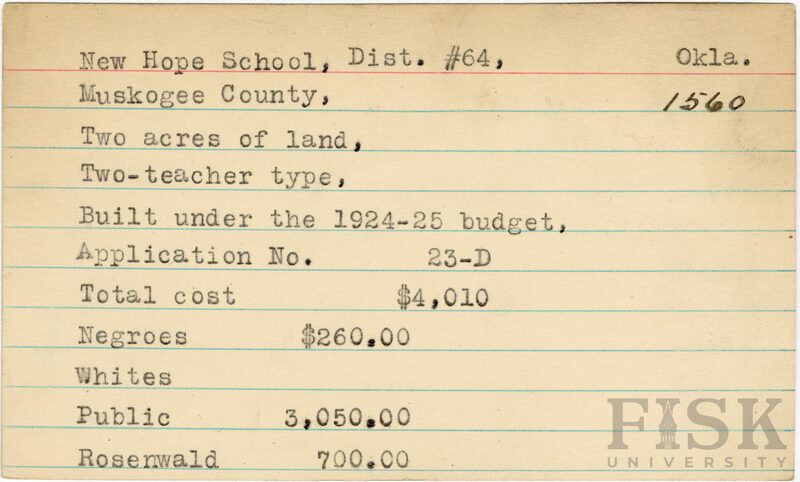 New Hope School, Dist. #64, Okla.
Muskogee County, 1560
Two acres of land,
Two-teacher type,
Built under the 1924-25 budget,
Application No. 23-D
Total cost $4,010
Negroes $260.00
Whites
Public 3,050.00
Rosenwald 700.00
FISK
UNIVERSITY